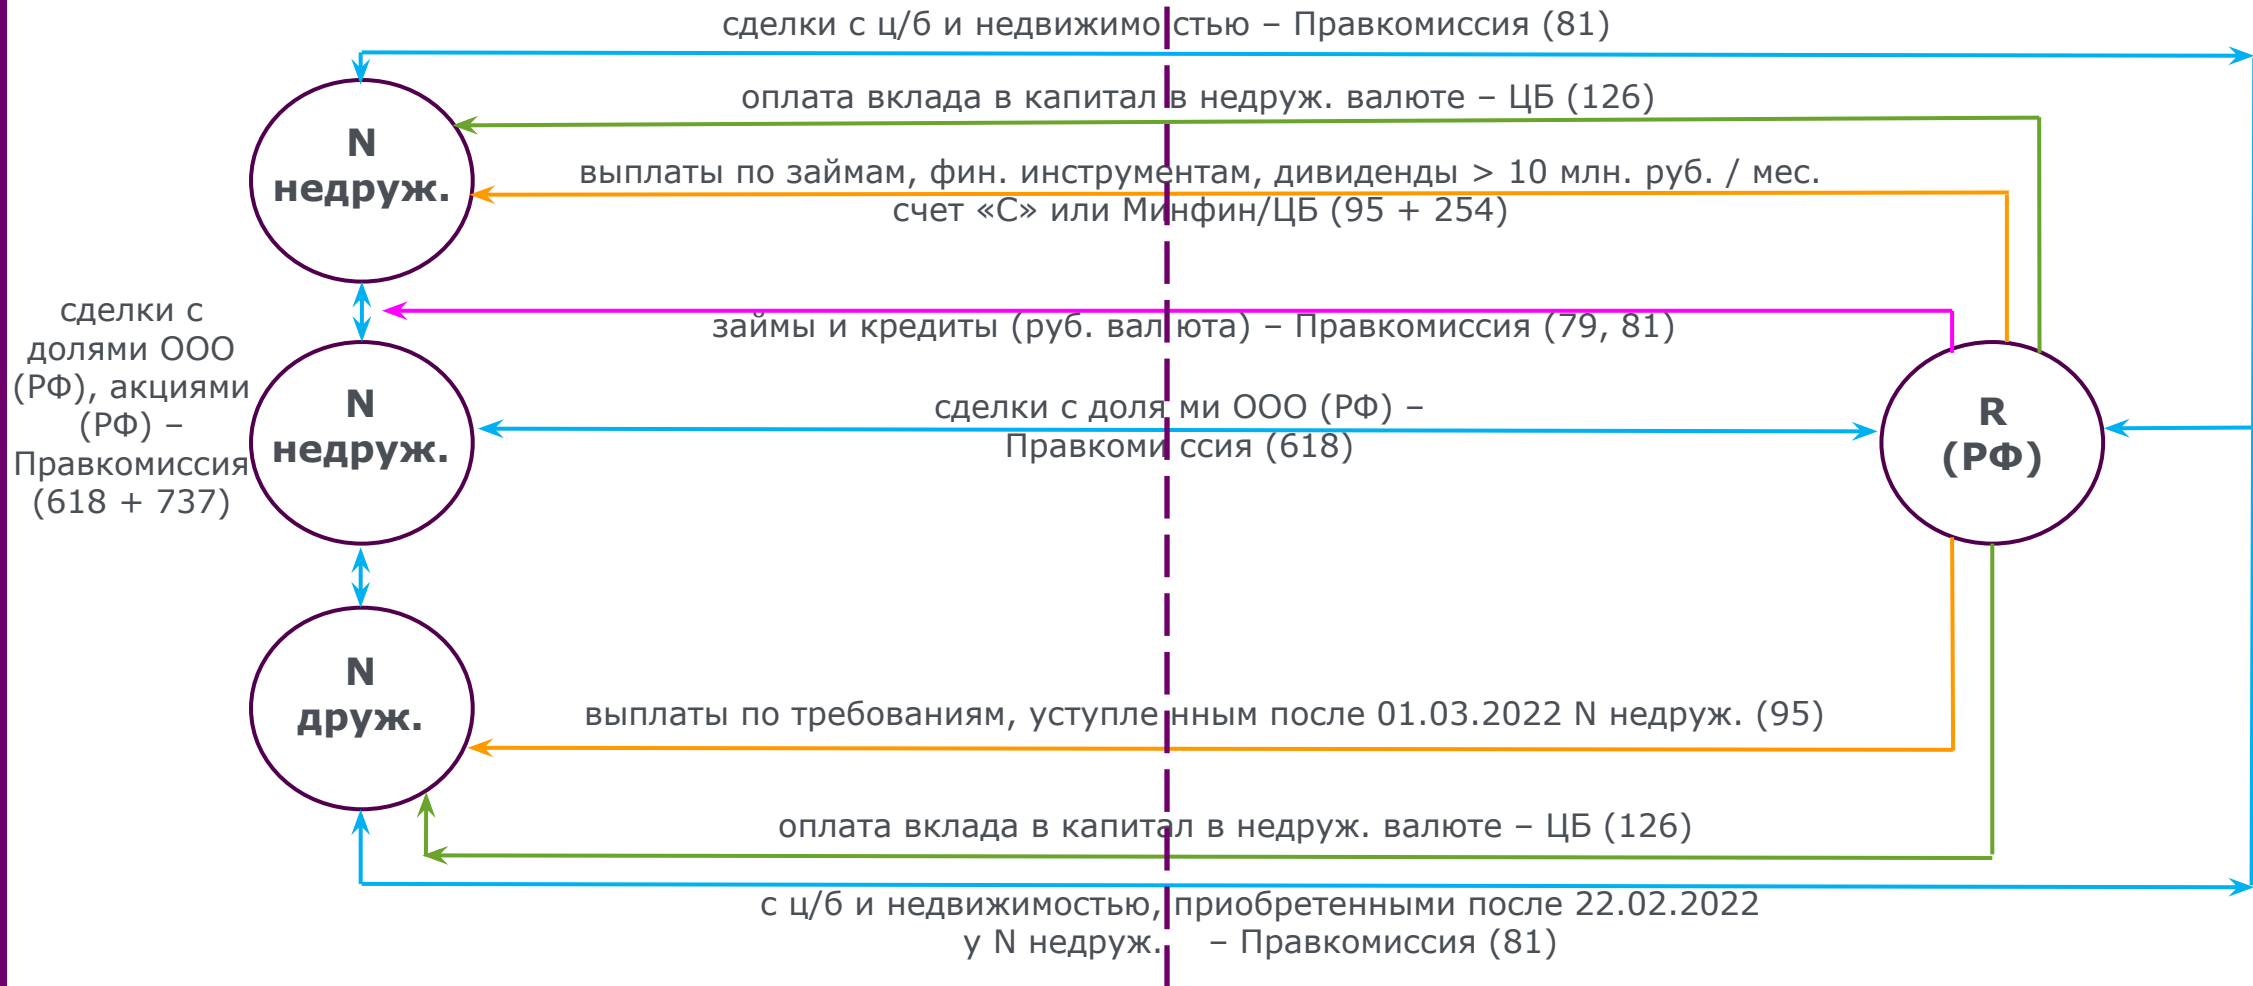 сделки с ц/б и недвижимостью – Правкомиссия (81)
оплата вклада в капитал в недруж. валюте – ЦБ (126)
N
недруж.
выплаты по займам, фин. инструментам, дивиденды > 10 млн. руб. / мес.
счет «С» или Минфин/ЦБ (95 + 254)
сделки с
долями ООО
(РФ), акциями
(РФ) –
Правкомиссия
(618 + 737)
займы и кредиты (руб. валюта) – Правкомиссия (79, 81)
N
недруж.
сделки с долями ООО (РФ) –
Правкомиссия (618)
R
(РФ)
N
друж.
выплаты по требованиям, уступленным после 01.03.2022 N недруж. (95)
оплата вклада в капитал в недруж. валюте – ЦБ (126)
с ц/б и недвижимостью, приобретенными после 22.02.2022
у N недруж. – Правкомиссия (81)